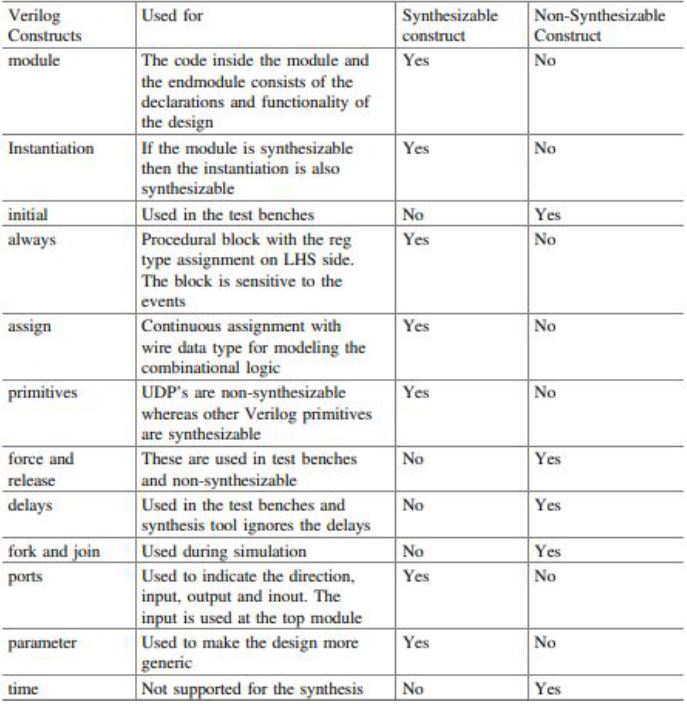 Verilog Constructs | Used for | Synthesizable construct | Non-Synthesizable Construct
module | The code inside the module and the endmodule consists of the declarations and functionality of the design | Yes | No
Instantiation | If the module is synthesizable then the instantiation is also synthesizable | Yes | No
initial | Used in the test benches | No | Yes
always | Procedural block with the reg type assignment on LHS side. The block is sensitive to the events | Yes | No
assign | Continuous assignment with wire data type for modeling the combinational logic | Yes | No
primitives | UDP's are non-synthesizable whereas other Verilog primitives are synthesizable | Yes | No
force and release | These are used in test benches and non-synthesizable | No | Yes
delays | Used in the test benches and synthesis tool ignores the delays | No | Yes
fork and join | Used during simulation | No | Yes
ports | Used to indicate the direction, input, output and inout. The input is used at the top module | Yes | No
parameter | Used to make the design more generic | Yes | No
time | Not supported for the synthesis | No | Yes